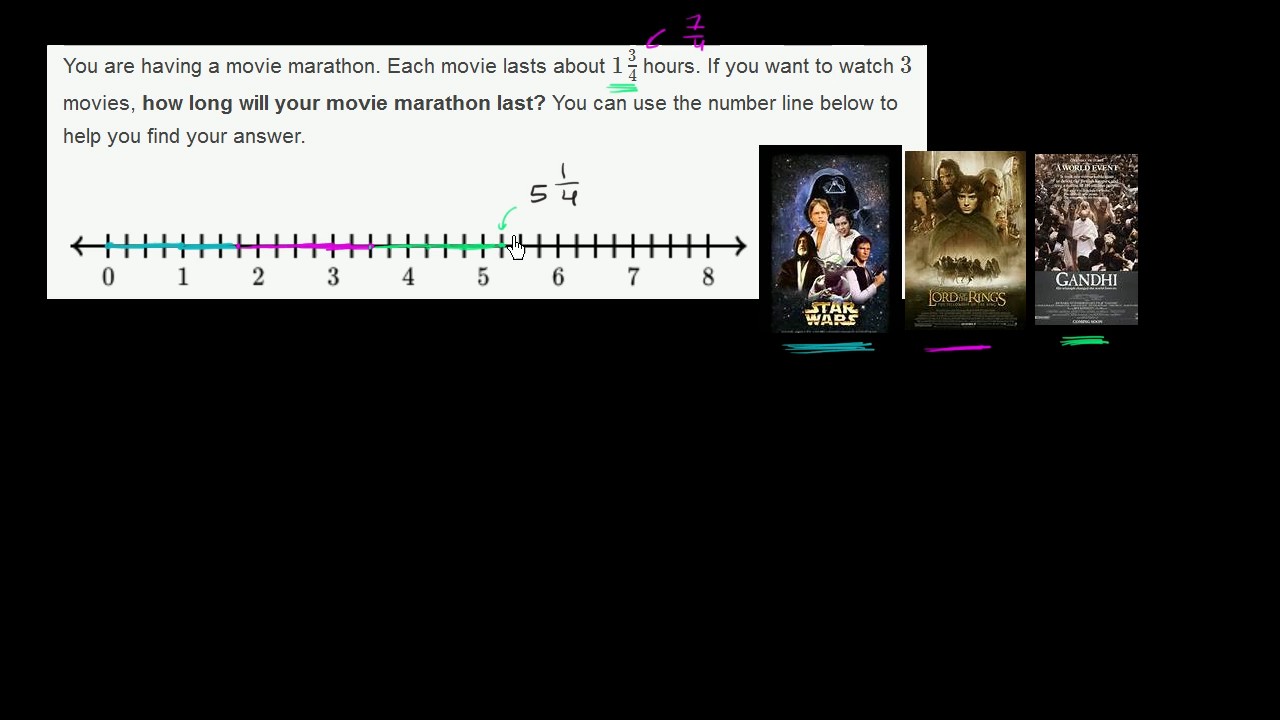 7/4
You are having a movie marathon. Each movie lasts about 1 3/4 hours. If you want to watch 3
movies, how long will your movie marathon last? You can use the number line below to
help you find your answer.
5 1/4
0 1 2 3 4 5 6 7 8
STAR
WARS
THE
LORD OF THE RINGS
A WORLD EVENT
GANDHI
COMING SOON